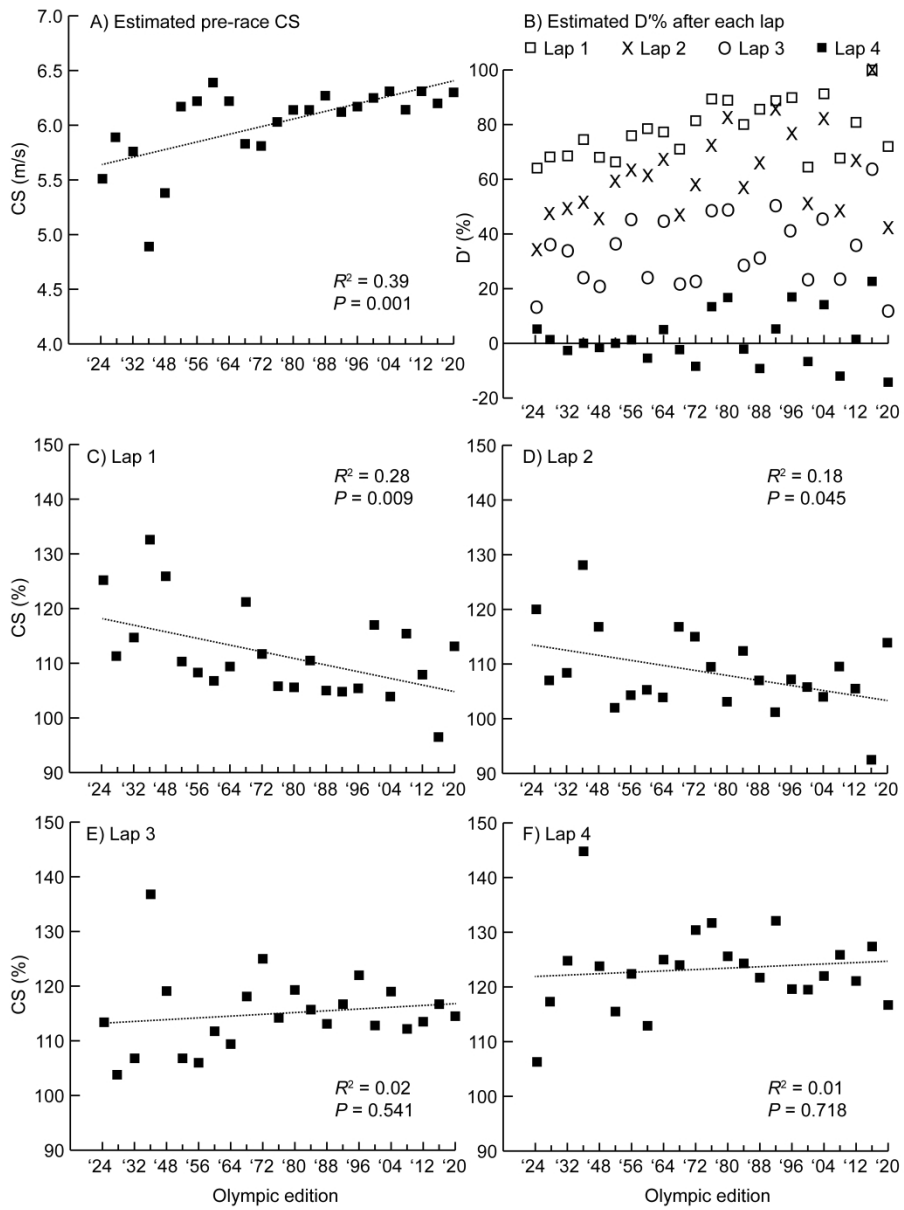 A) Estimated pre-race CS
CS (m/s)
7.0
6.5
6.0
5.5
5.0
4.5
4.0
R² = 0.39
P = 0.001
‘24 ‘32 ‘48 ‘56 ‘64 ‘72 ‘80 ‘88 ‘96 ‘04 ‘12 ‘20
B) Estimated D′% after each lap
Lap 1 Lap 2 Lap 3 Lap 4
D′ (%)
100
80
60
40
20
0
-20
‘24 ‘32 ‘48 ‘56 ‘64 ‘72 ‘80 ‘88 ‘96 ‘04 ‘12 ‘20
C) Lap 1
CS (%)
150
140
130
120
110
100
90
R² = 0.28
P = 0.009
‘24 ‘32 ‘48 ‘56 ‘64 ‘72 ‘80 ‘88 ‘96 ‘04 ‘12 ‘20
D) Lap 2
150
140
130
120
110
100
90
R² = 0.18
P = 0.045
‘24 ‘32 ‘48 ‘56 ‘64 ‘72 ‘80 ‘88 ‘96 ‘04 ‘12 ‘20
E) Lap 3
CS (%)
150
140
130
120
110
100
90
R² = 0.02
P = 0.541
‘24 ‘32 ‘48 ‘56 ‘64 ‘72 ‘80 ‘88 ‘96 ‘04 ‘12 ‘20
Olympic edition
F) Lap 4
150
140
130
120
110
100
90
R² = 0.01
P = 0.718
‘24 ‘32 ‘48 ‘56 ‘64 ‘72 ‘80 ‘88 ‘96 ‘04 ‘12 ‘20
Olympic edition